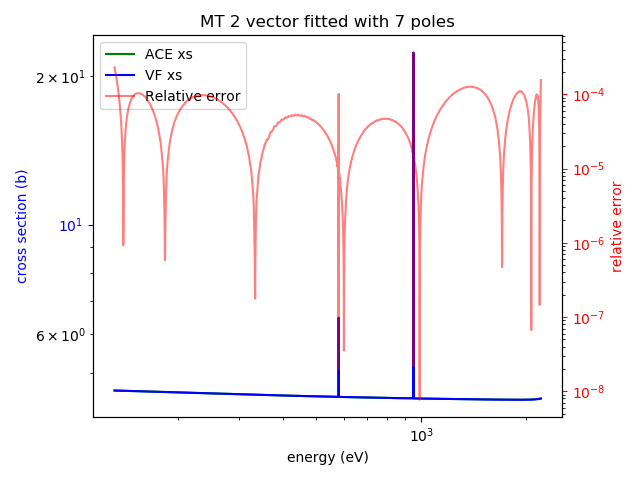 MT 2 vector fitted with 7 poles
ACE xs
VF xs
Relative error
2 × 10¹
10¹
6 × 10⁰
cross section (b)
10⁻⁴
10⁻⁵
10⁻⁶
10⁻⁷
10⁻⁸
relative error
10³
energy (eV)